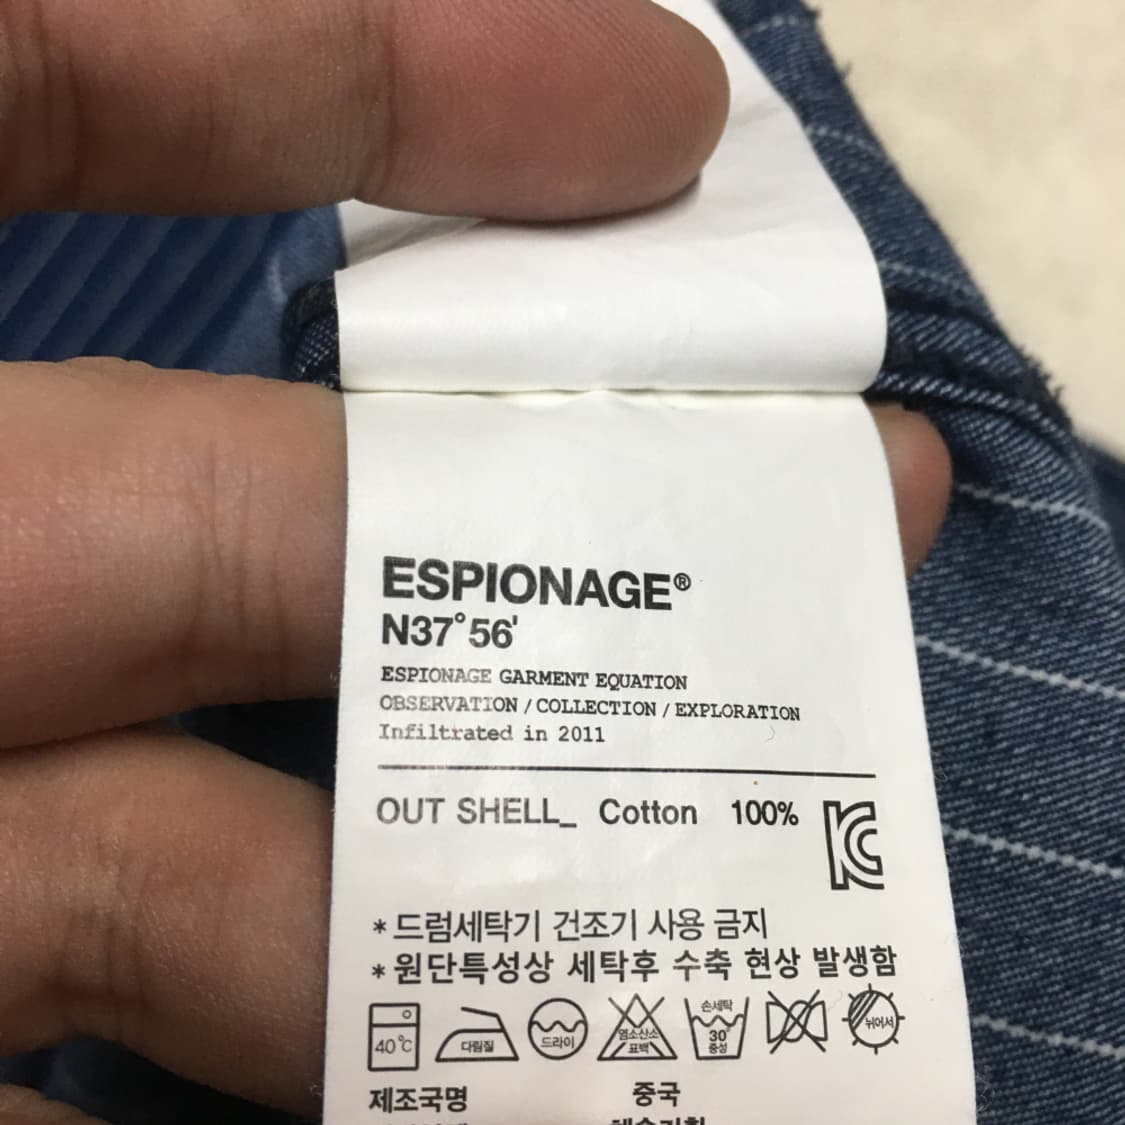 ESPIONAGE®
N37°56'
ESPIONAGE GARMENT EQUATION
OBSERVATION / COLLECTION / EXPLORATION
Infiltrated in 2011
OUT SHELL_ Cotton 100%
* 드럼세탁기 건조기 사용 금지
* 원단특성상 세탁후 수축 현상 발생함
40℃ 다림질 드라이 염소산소 표백 손세탁 30° 중성 뉘어서
제조국명 중국